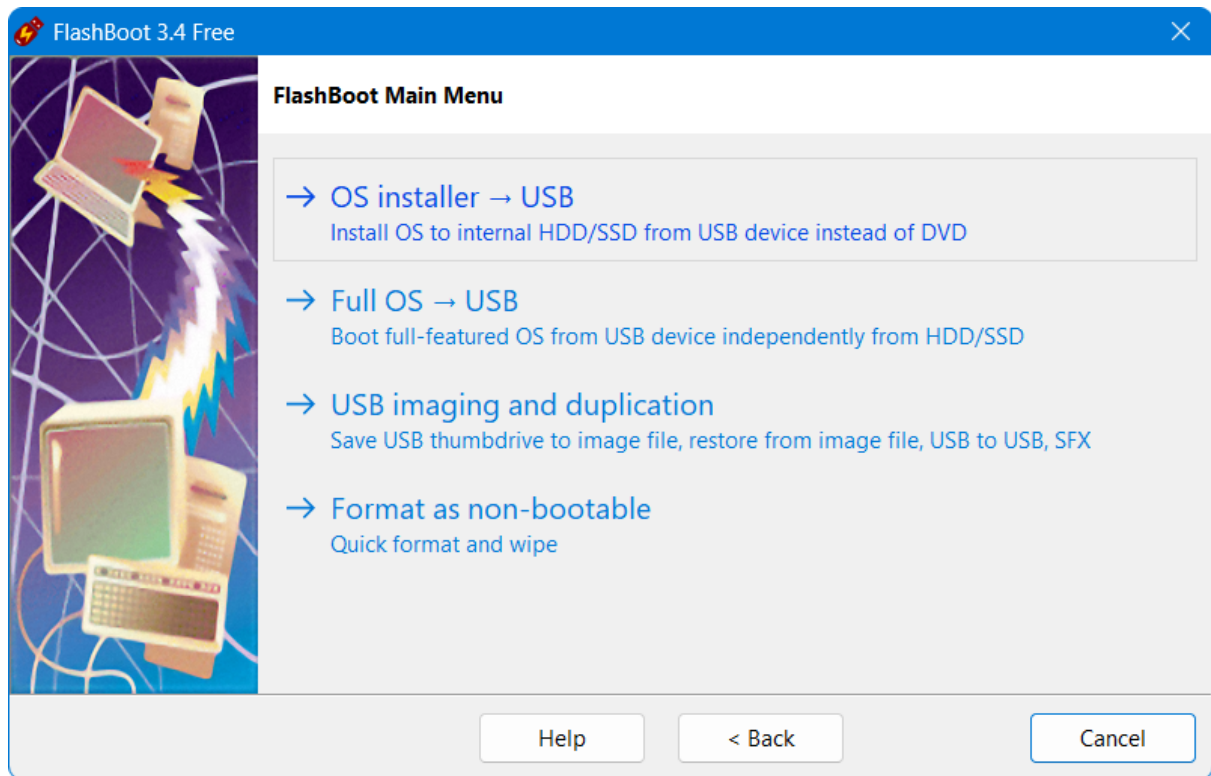 FlashBoot 3.4 Free
FlashBoot Main Menu
→ OS installer → USB
Install OS to internal HDD/SSD from USB device instead of DVD
→ Full OS → USB
Boot full-featured OS from USB device independently from HDD/SSD
→ USB imaging and duplication
Save USB thumbdrive to image file, restore from image file, USB to USB, SFX
→ Format as non-bootable
Quick format and wipe
Help
< Back
Cancel